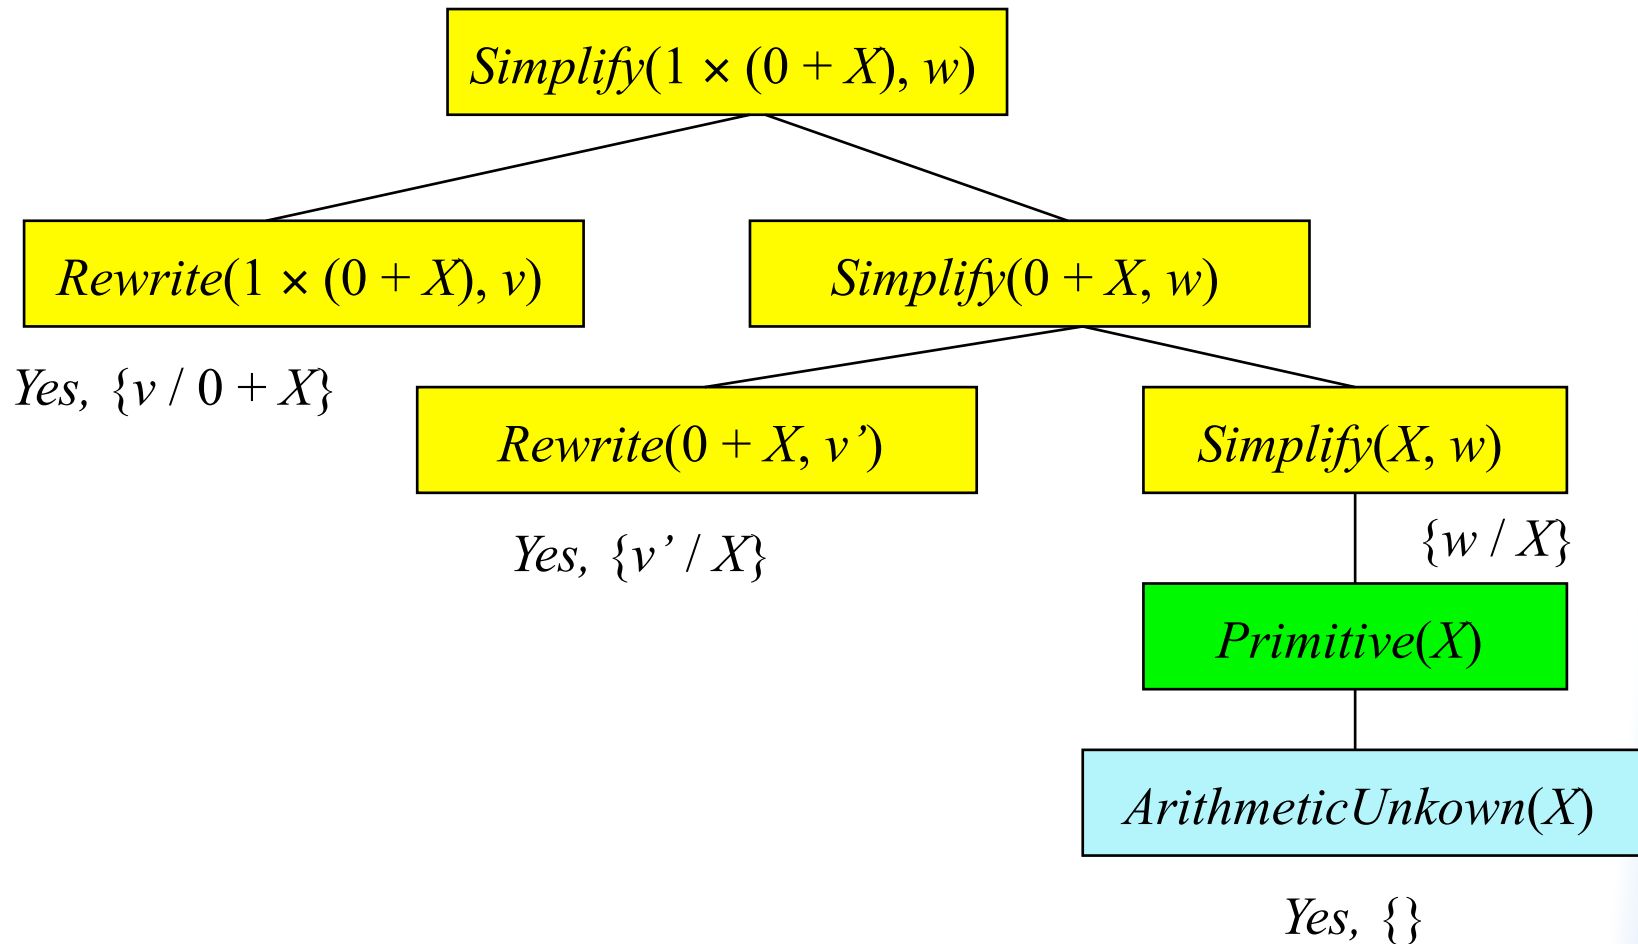 Simplify(1 × (0 + X), w)
Rewrite(1 × (0 + X), v)
Simplify(0 + X, w)
Yes, {v / 0 + X}
Rewrite(0 + X, v’)
Simplify(X, w)
Yes, {v’ / X}
{w / X}
Primitive(X)
ArithmeticUnkown(X)
Yes, {}